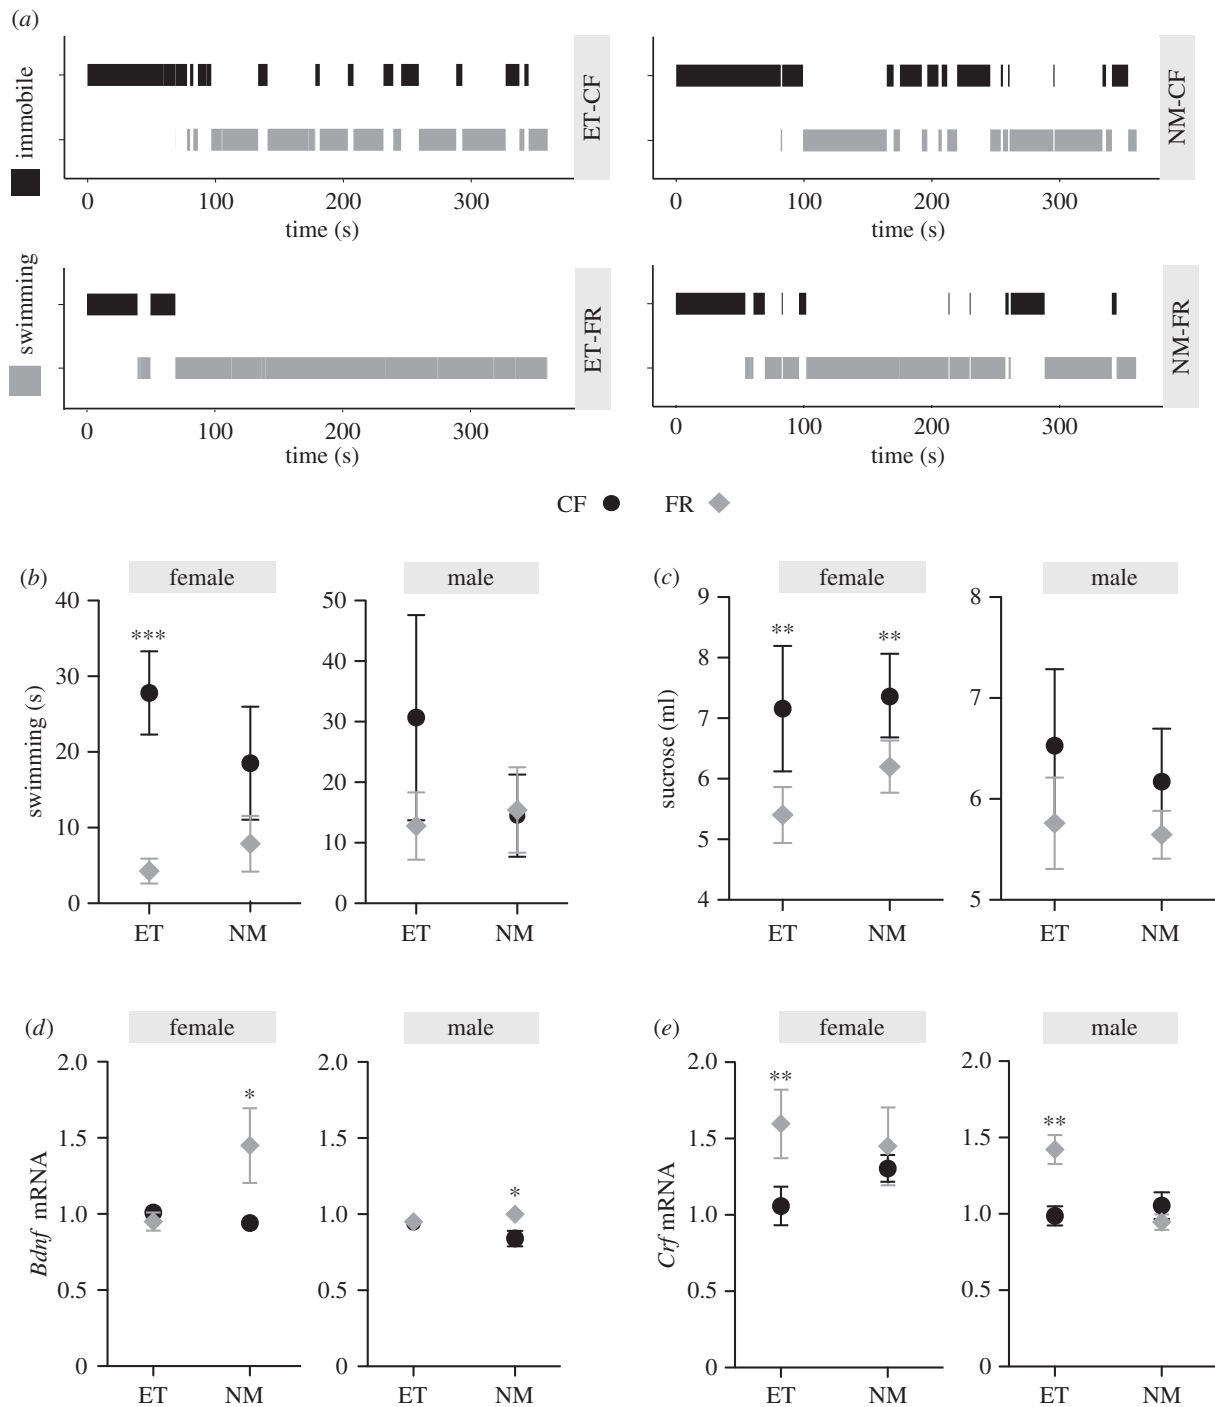 (a)
immobile
swimming
ET-CF
0 100 200 300
time (s)
NM-CF
0 100 200 300
time (s)
ET-FR
0 100 200 300
time (s)
NM-FR
0 100 200 300
time (s)
CF FR
(b)
female
swimming (s)
40
30
20
10
0
***
ET NM
male
50
40
30
20
10
0
ET NM
(c)
female
sucrose (ml)
9
8
7
6
5
4
** **
ET NM
male
8
7
6
5
ET NM
(d)
female
Bdnf mRNA
2.0
1.5
1.0
0.5
0
*
ET NM
male
2.0
1.5
1.0
0.5
0
*
ET NM
(e)
female
Crf mRNA
2.0
1.5
1.0
0.5
0
**
ET NM
male
2.0
1.5
1.0
0.5
0
**
ET NM